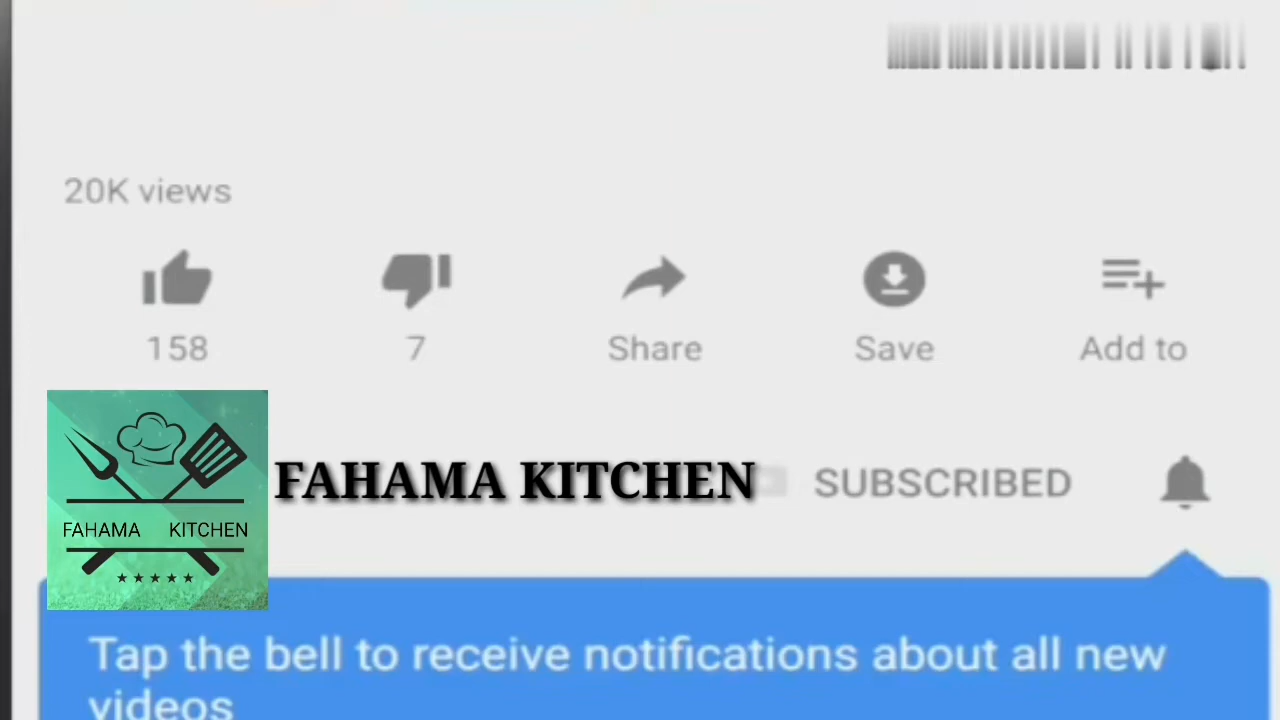 20K views
158 7 Share Save Add to
FAHAMA KITCHEN
FAHAMA KITCHEN SUBSCRIBED
Tap the bell to receive notifications about all new
videos